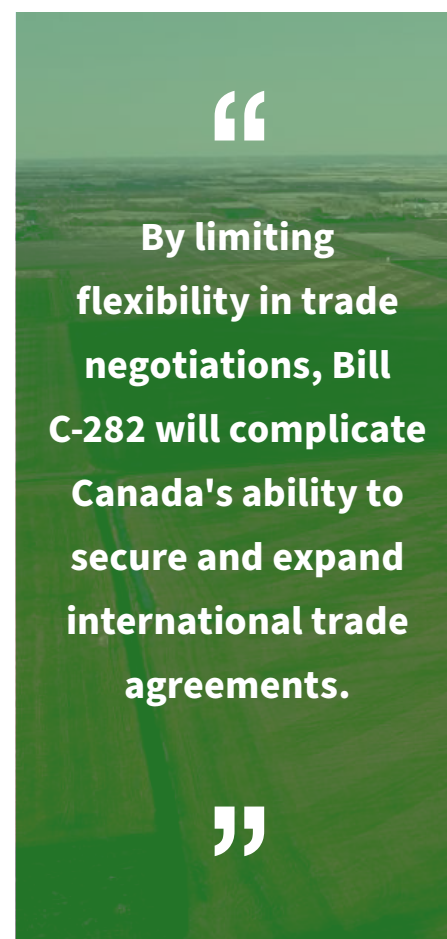 “
By limiting
flexibility in trade
negotiations, Bill
C-282 will complicate
Canada's ability to
secure and expand
international trade
agreements.
”